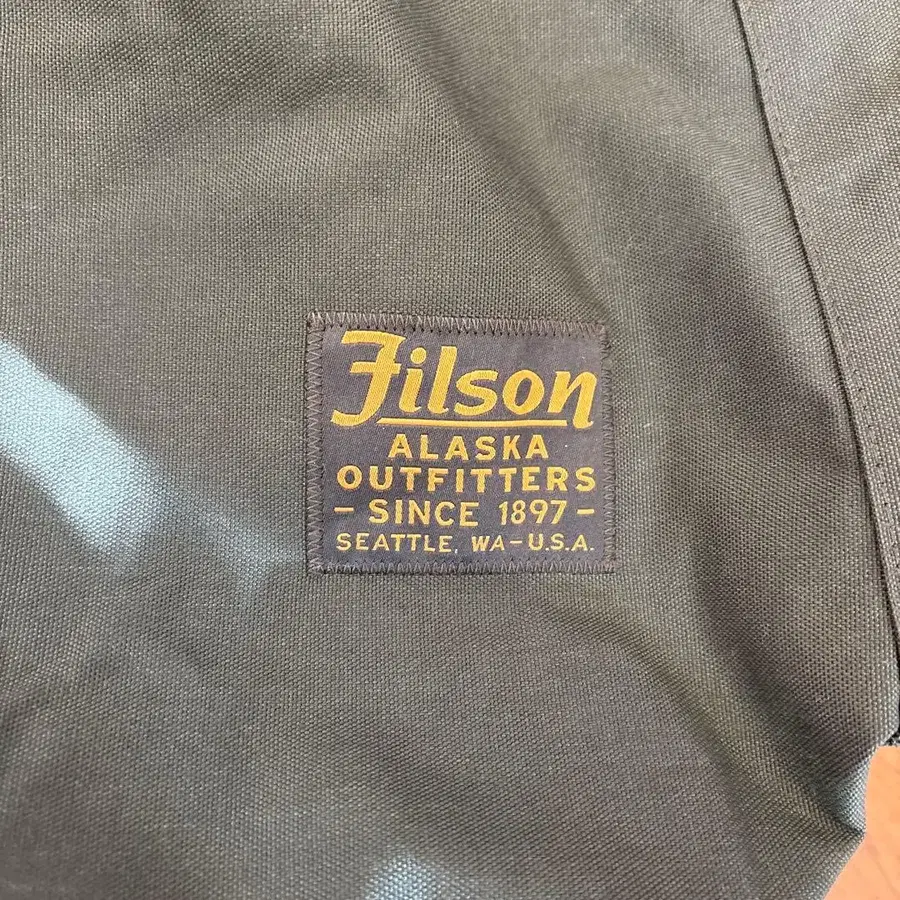 Filson
ALASKA
OUTFITTERS
- SINCE 1897 -
SEATTLE, WA - U.S.A.